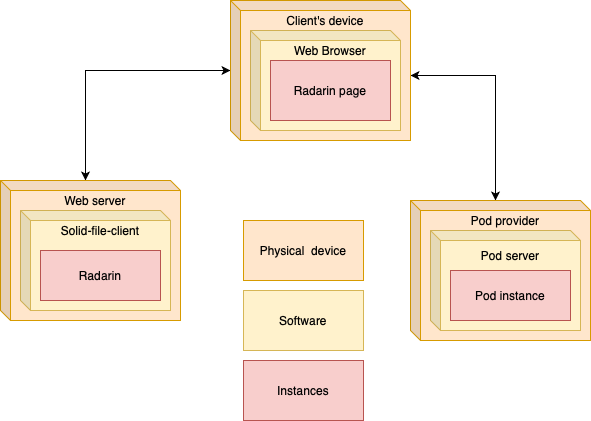 Client's device
Web Browser
Radarin page
Web server
Solid-file-client
Radarin
Pod provider
Pod server
Pod instance
Physical device
Software
Instances